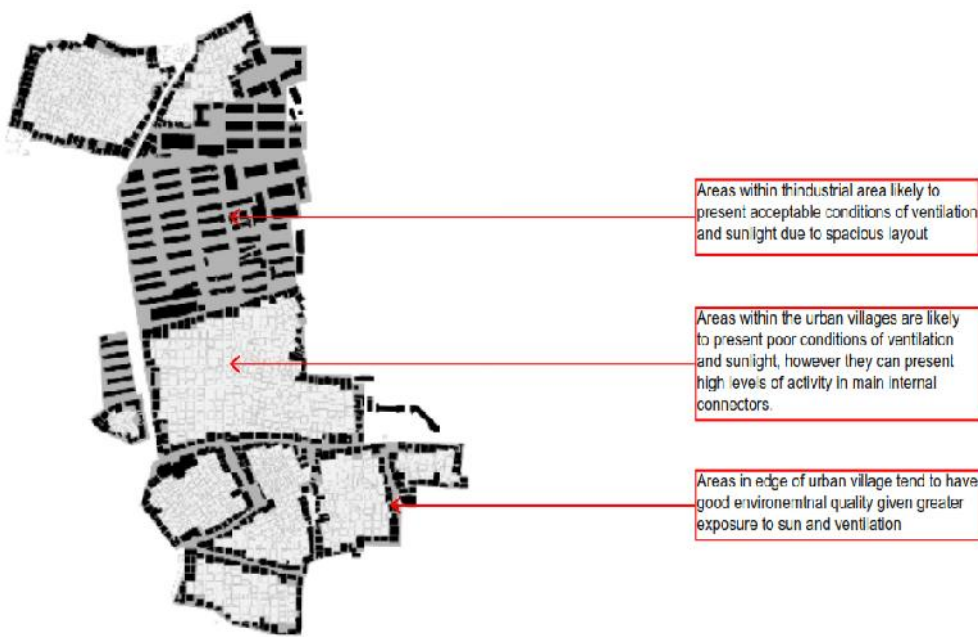 Areas within thindustrial area likely to
present acceptable conditions of ventilation
and sunlight due to spacious layout
Areas within the urban villages are likely
to present poor conditions of ventilation
and sunlight, however they can present
high levels of activity in main internal
connectors.
Areas in edge of urban village tend to have
good environemtnal quality given greater
exposure to sun and ventilation